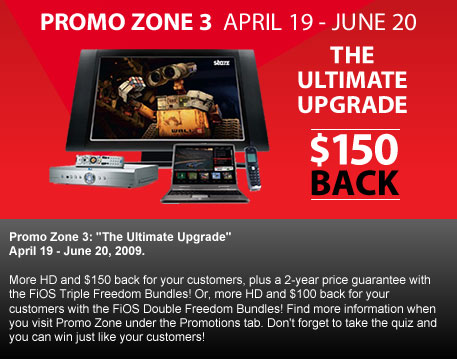 PROMO ZONE 3 APRIL 19 - JUNE 20
THE
ULTIMATE
UPGRADE
$150
BACK
starz
WALL•E
Promo Zone 3: "The Ultimate Upgrade"
April 19 - June 20, 2009.
More HD and $150 back for your customers, plus a 2-year price guarantee with
the FiOS Triple Freedom Bundles! Or, more HD and $100 back for your
customers with the FiOS Double Freedom Bundles! Find more information when
you visit Promo Zone under the Promotions tab. Don't forget to take the quiz and
you can win just like your customers!